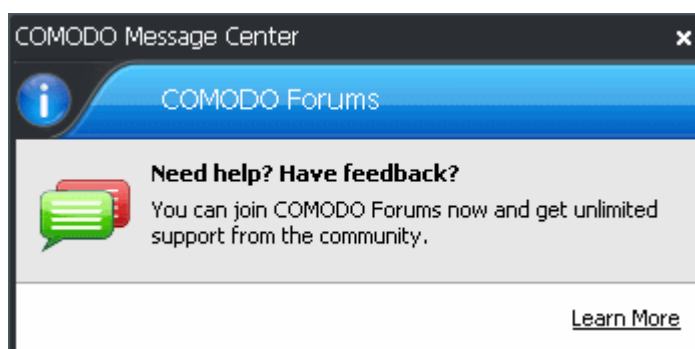 COMODO Message Center
COMODO Forums
Need help? Have feedback?
You can join COMODO Forums now and get unlimited
support from the community.
Learn More